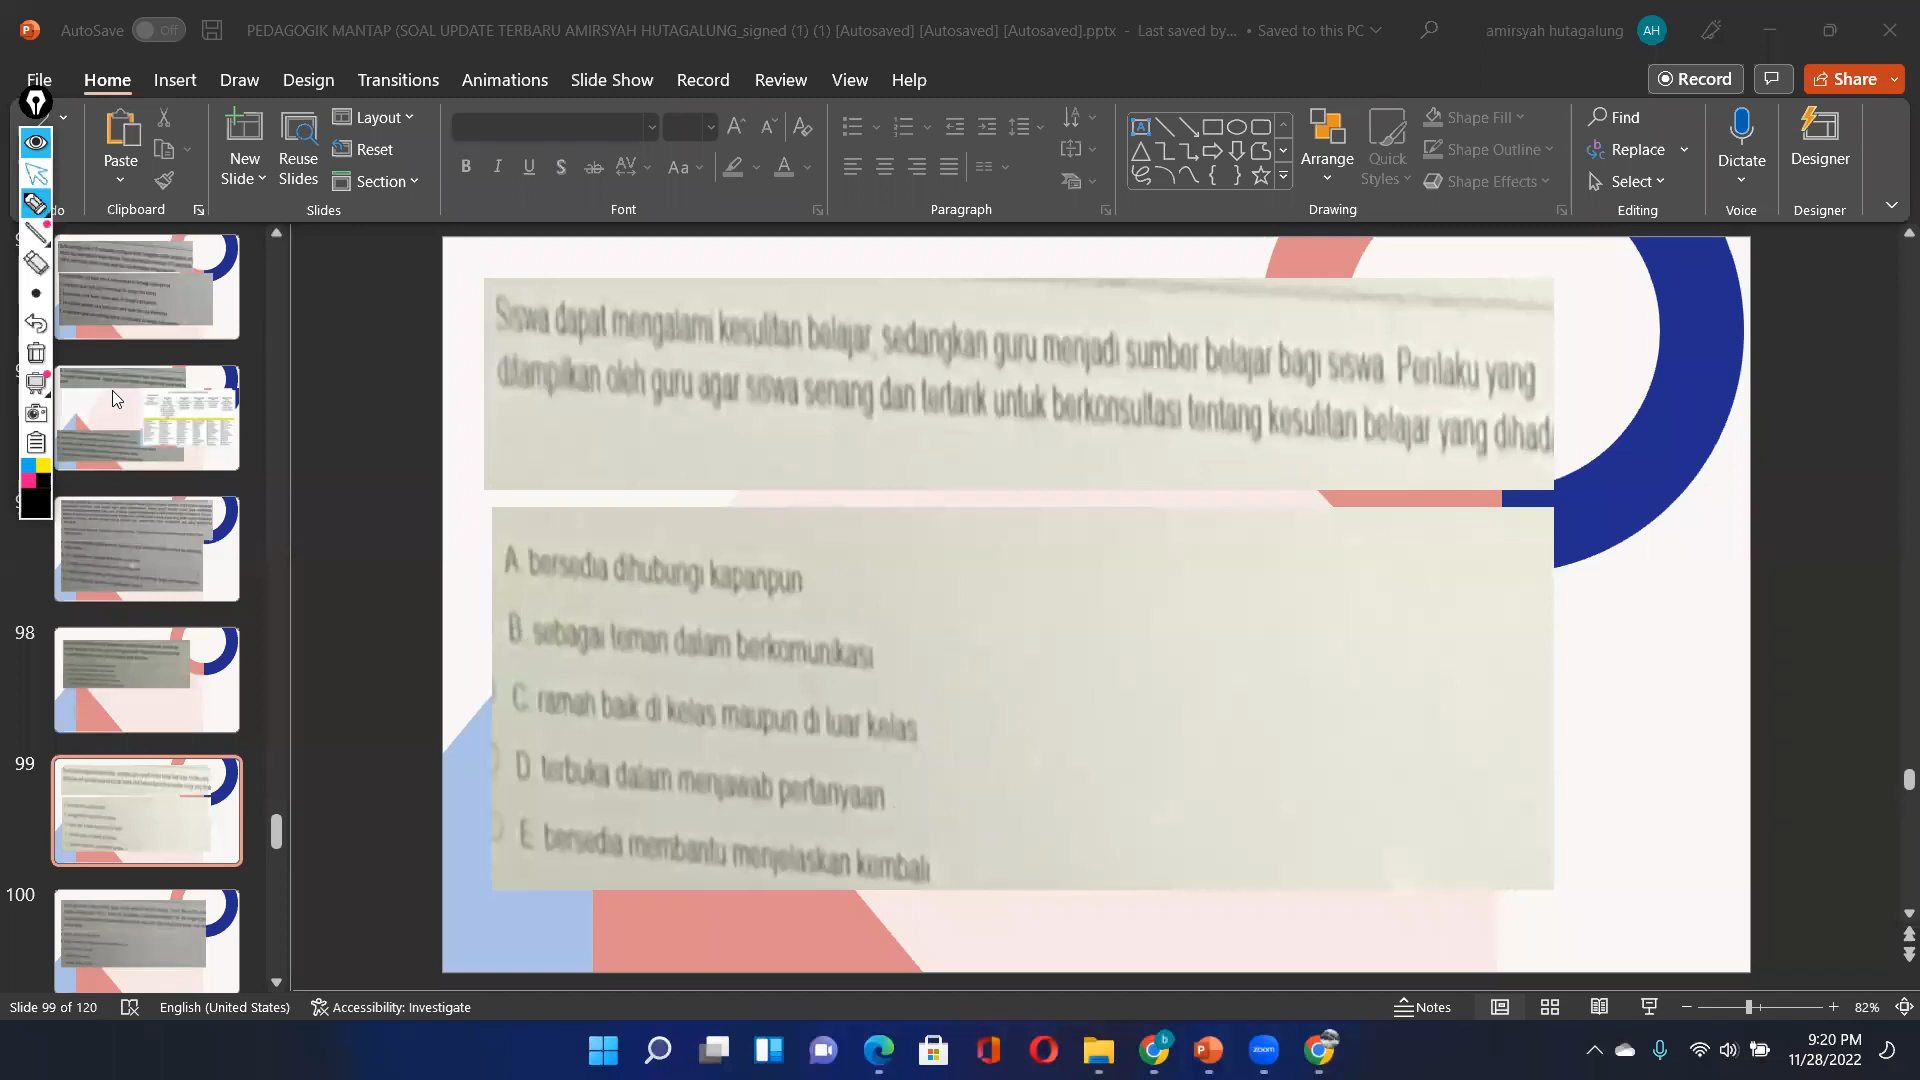 AutoSave Off PEDAGOGIK MANTAP (SOAL UPDATE TERBARU AMIRSYAH HUTAGALUNG_signed (1) (1) [Autosaved] [Autosaved] [Autosaved].pptx - Last saved by... • Saved to this PC amirsyah hutagalung AH
File Home Insert Draw Design Transitions Animations Slide Show Record Review View Help Record Share
Paste New Slide Reuse Slides Layout Reset Section
Arrange Quick Styles Shape Fill Shape Outline Shape Effects Find Replace Select Dictate Designer
do Clipboard Slides Font Paragraph Drawing Editing Voice Designer
Siswa dapat mengalami kesulitan belajar, sedangkan guru menjadi sumber belajar bagi siswa. Perilaku yang
ditampilkan oleh guru agar siswa senang dan tertarik untuk berkonsultasi tentang kesulitan belajar yang dihad
A. bersedia dihubungi kapanpun
B. sebagai teman dalam berkomunikasi
C. ramah baik di kelas maupun di luar kelas
D. terbuka dalam menjawab pertanyaan
E. bersedia membantu menjelaskan kembali
98
99
100
Slide 99 of 120 English (United States) Accessibility: Investigate Notes 82%
zoom
9:20 PM
11/28/2022